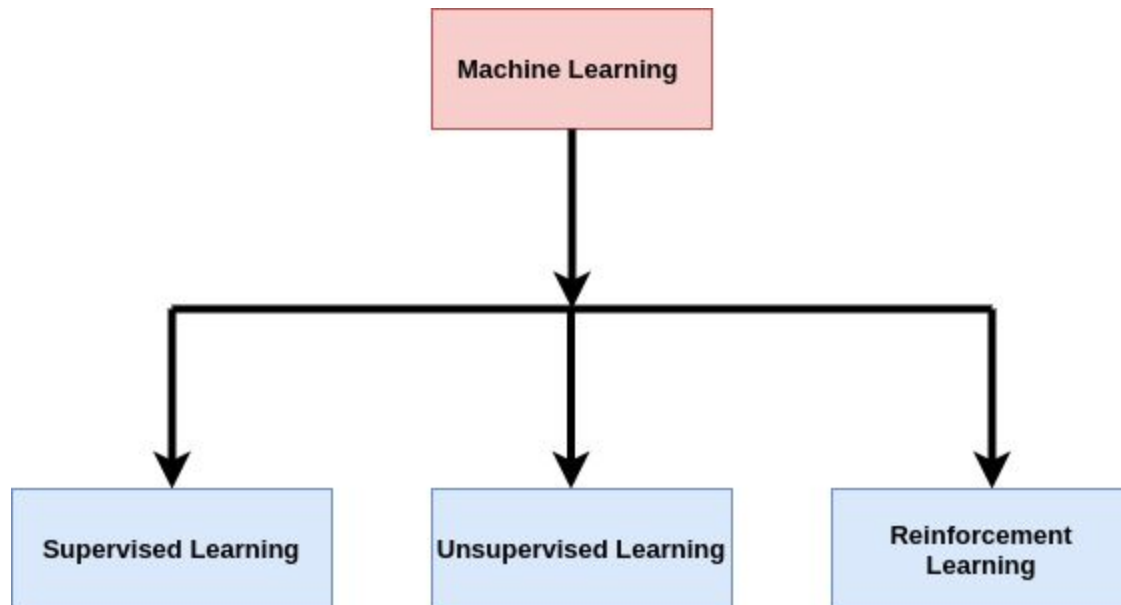 Machine Learning
Supervised Learning
Unsupervised Learning
Reinforcement
Learning